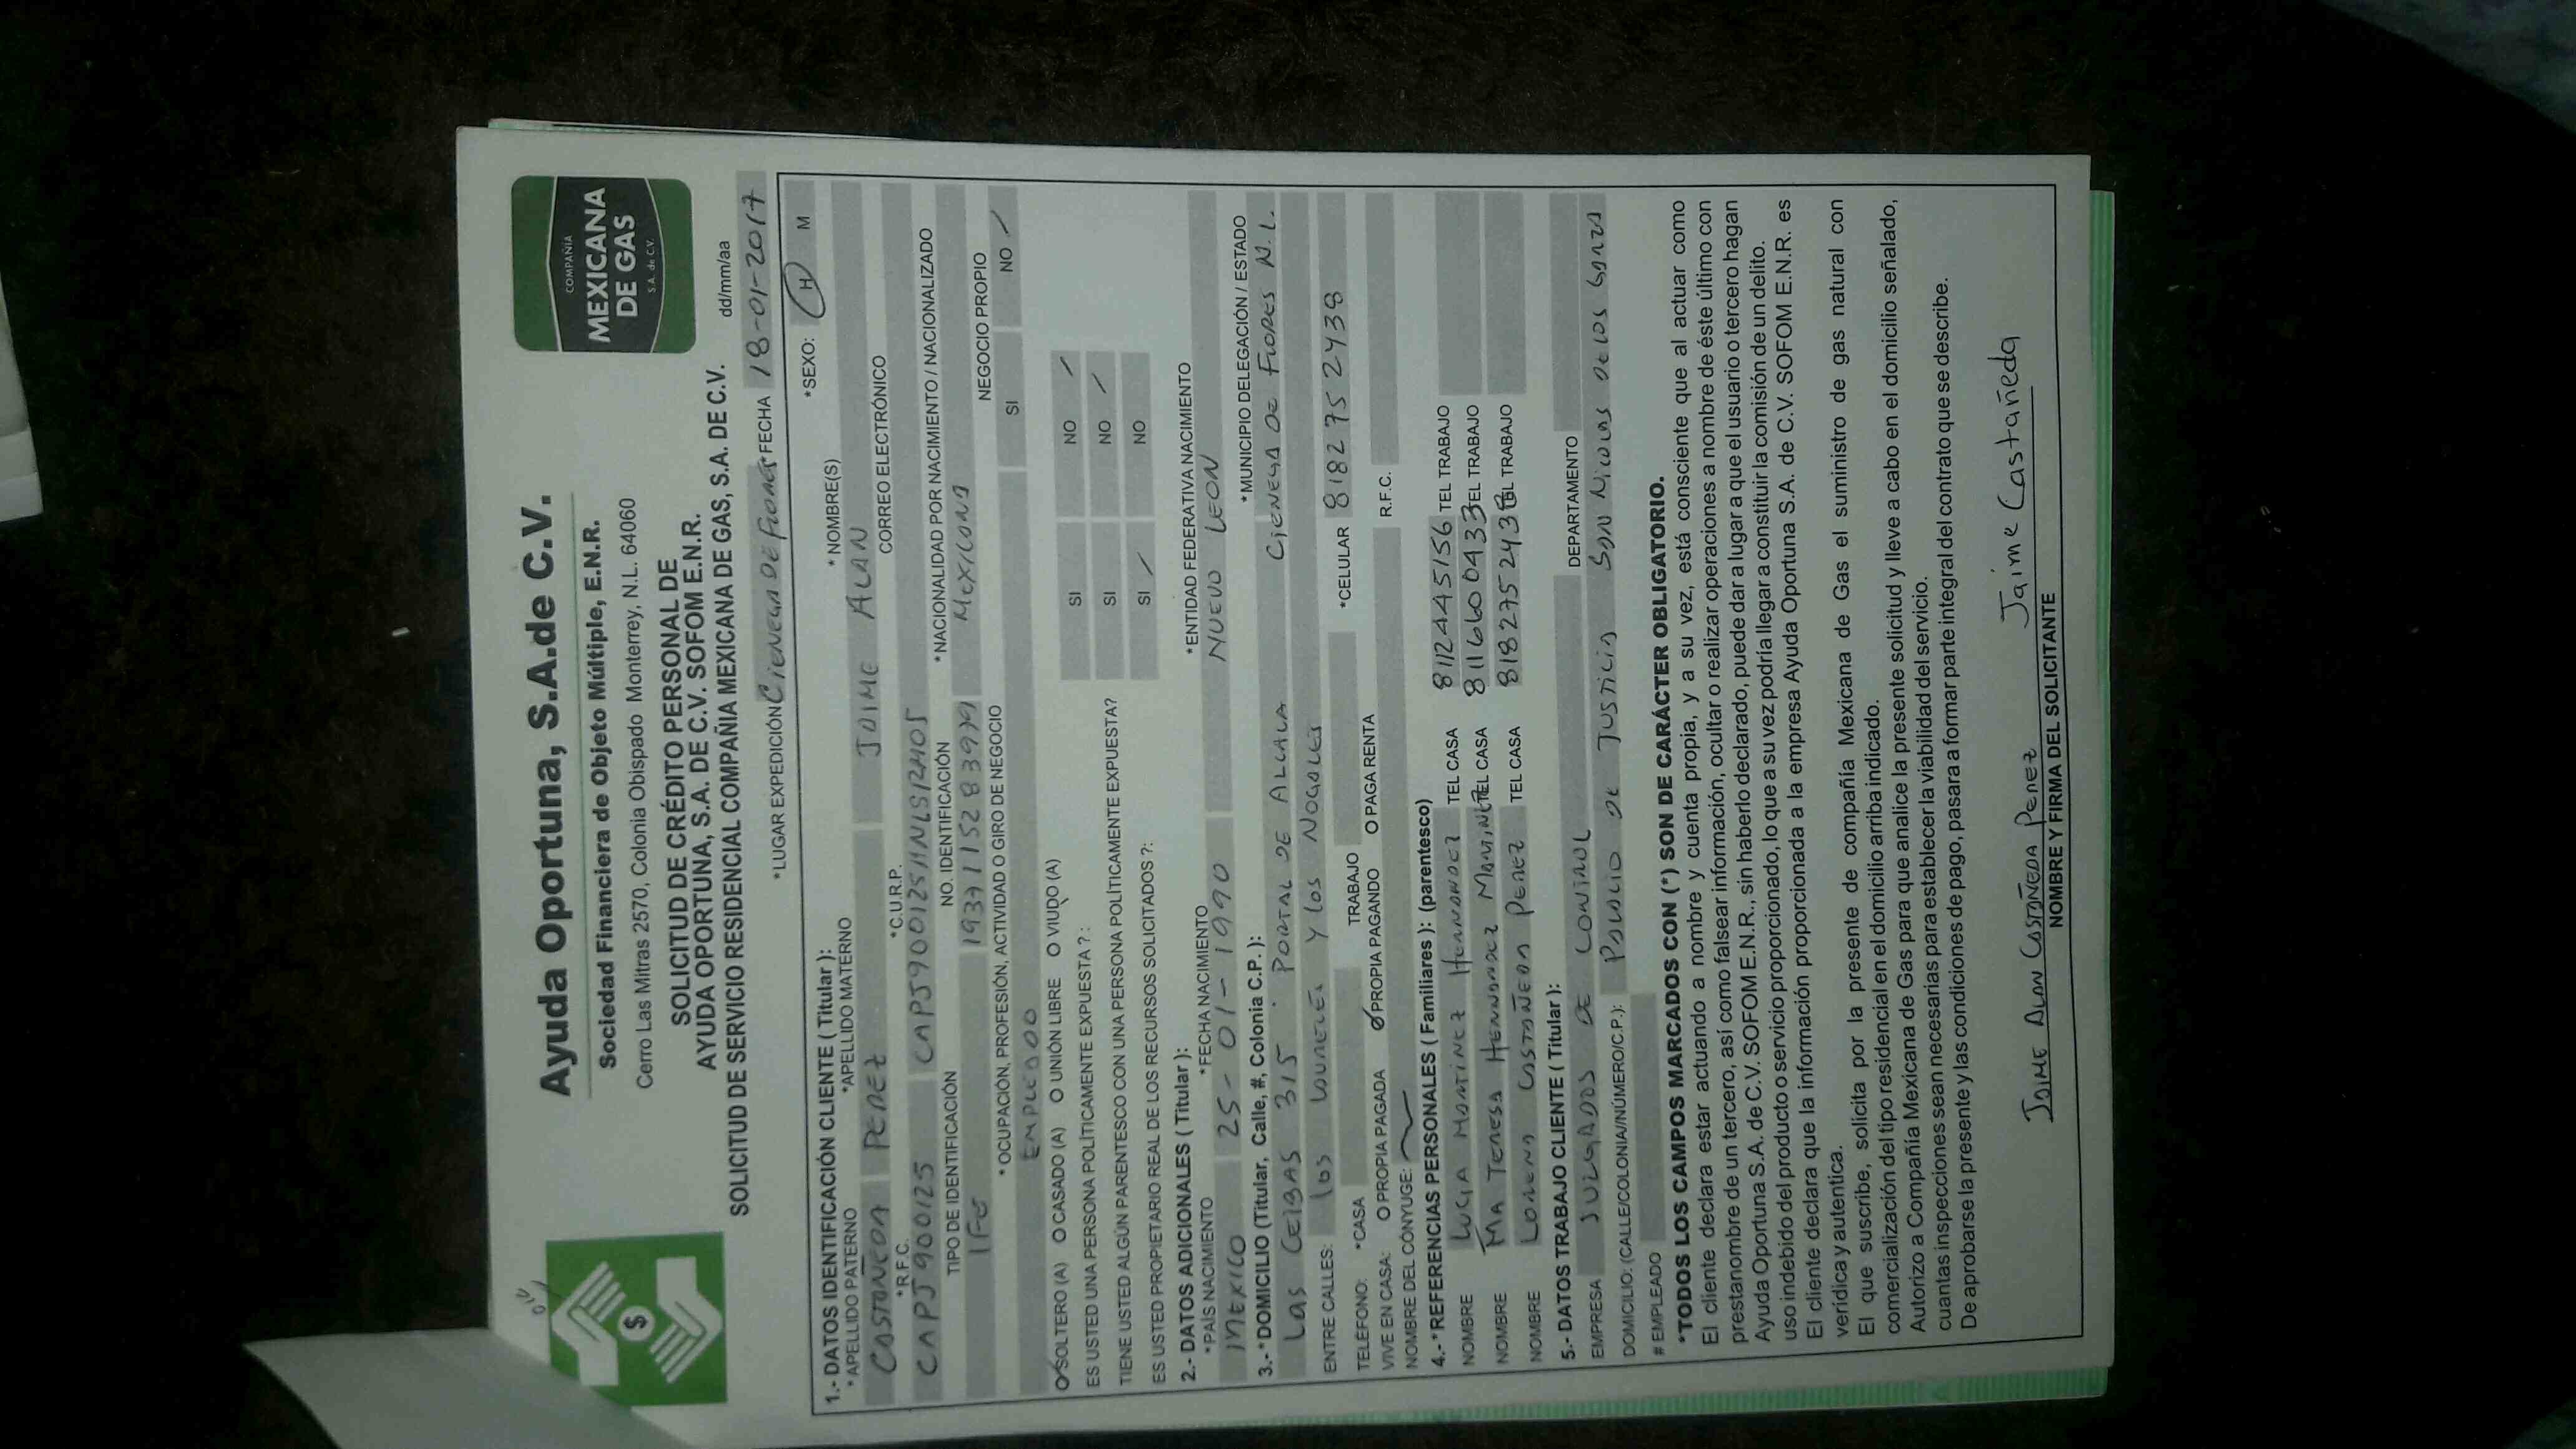 Ayuda Oportuna, S.A.de C.V.
Sociedad Financiera de Objeto Múltiple, E.N.R.
Cerro Las Mitras 2570, Colonia Obispado Monterrey, N.L. 64060
COMPAÑÍA
MEXICANA
DE GAS
S.A. de C.V.
SOLICITUD DE CRÉDITO PERSONAL DE
AYUDA OPORTUNA, S.A. DE C.V. SOFOM E.N.R.
SOLICITUD DE SERVICIO RESIDENCIAL COMPAÑIA MEXICANA DE GAS, S.A. DE C.V.
dd/mm/aa
*LUGAR EXPEDICIÓN Cienega De Flores *FECHA 18-01-2017
1.- DATOS IDENTIFICACIÓN CLIENTE ( Titular ): *SEXO: H M
*APELLIDO PATERNO *APELLIDO MATERNO * NOMBRE(S)
CASTAÑEDA PEREZ JAIME ALAN
*R.F.C. *C.U.R.P. CORREO ELECTRÓNICO
CAPJ900125
TIPO DE IDENTIFICACIÓN NO. IDENTIFICACIÓN *NACIONALIDAD POR NACIMIENTO / NACIONALIZADO
IFE MEXICANA
*OCUPACIÓN, PROFESIÓN, ACTIVIDAD O GIRO DE NEGOCIO NEGOCIO PROPIO
EMPLEADO SI NO ✓
O SOLTERO (A) O CASADO (A) O UNIÓN LIBRE O VIUDO (A)
ES USTED UNA PERSONA POLÍTICAMENTE EXPUESTA ? : SI NO ✓
TIENE USTED ALGÚN PARENTESCO CON UNA PERSONA POLÍTICAMENTE EXPUESTA? SI NO ✓
ES USTED PROPIETARIO REAL DE LOS RECURSOS SOLICITADOS ?: SI ✓ NO
2.- DATOS ADICIONALES ( Titular ):
*PAÍS NACIMIENTO *FECHA NACIMIENTO *ENTIDAD FEDERATIVA NACIMIENTO
MEXICO 25-01-1990 NUEVO LEON
3.- *DOMICILIO (Titular, Calle, #, Colonia C.P.): *MUNICIPIO DELEGACIÓN / ESTADO
Las CEIBAS 315 . PORTAL DE ALCALA CIENEGA DE FLORES N.L.
ENTRE CALLES: los LAURELES Y los NOGALES
TELÉFONO: *CASA TRABAJO *CELULAR 8182752438
VIVE EN CASA: O PROPIA PAGADA O PROPIA PAGANDO O PAGA RENTA
NOMBRE DEL CÓNYUGE: R.F.C.
4.- *REFERENCIAS PERSONALES ( Familiares ): (parentesco)
NOMBRE LUCIA MARTINEZ HERNANDEZ TEL CASA 8112445156 TEL TRABAJO
NOMBRE MA TERESA HERNANDEZ TEL CASA 8116600433 TEL TRABAJO
NOMBRE LORENA CASTAÑEDA PEREZ TEL CASA 8182752438 TEL TRABAJO
5.- DATOS TRABAJO CLIENTE ( Titular ):
EMPRESA JUZGADOS DE CONTROL DEPARTAMENTO
DOMICILIO: (CALLE/COLONIA/NÚMERO/C.P.): PALACIO DE JUSTICIA SAN NICOLAS DE LOS GARZA
# EMPLEADO
*TODOS LOS CAMPOS MARCADOS CON (*) SON DE CARÁCTER OBLIGATORIO.
El cliente declara estar actuando a nombre y cuenta propia, y a su vez, está consciente que al actuar como
prestanombre de un tercero, así como falsear información, ocultar o realizar operaciones a nombre de éste último con
Ayuda Oportuna S.A. de C.V. SOFOM E.N.R., sin haberlo declarado, puede dar a lugar a que el usuario o tercero hagan
uso indebido del producto o servicio proporcionado, lo que a su vez podría llegar a constituir la comisión de un delito.
El cliente declara que la información proporcionada a la empresa Ayuda Oportuna S.A. de C.V. SOFOM E.N.R. es
verídica y autentica.
El que suscribe, solicita por la presente de compañía Mexicana de Gas el suministro de gas natural con
comercialización del tipo residencial en el domicilio arriba indicado.
Autorizo a Compañía Mexicana de Gas para que analice la presente solicitud y lleve a cabo en el domicilio señalado,
cuantas inspecciones sean necesarias para establecer la viabilidad del servicio.
De aprobarse la presente y las condiciones de pago, pasara a formar parte integral del contrato que se describe.
JAIME ALAN CASTAÑEDA PEREZ Jaime Castañeda
NOMBRE Y FIRMA DEL SOLICITANTE